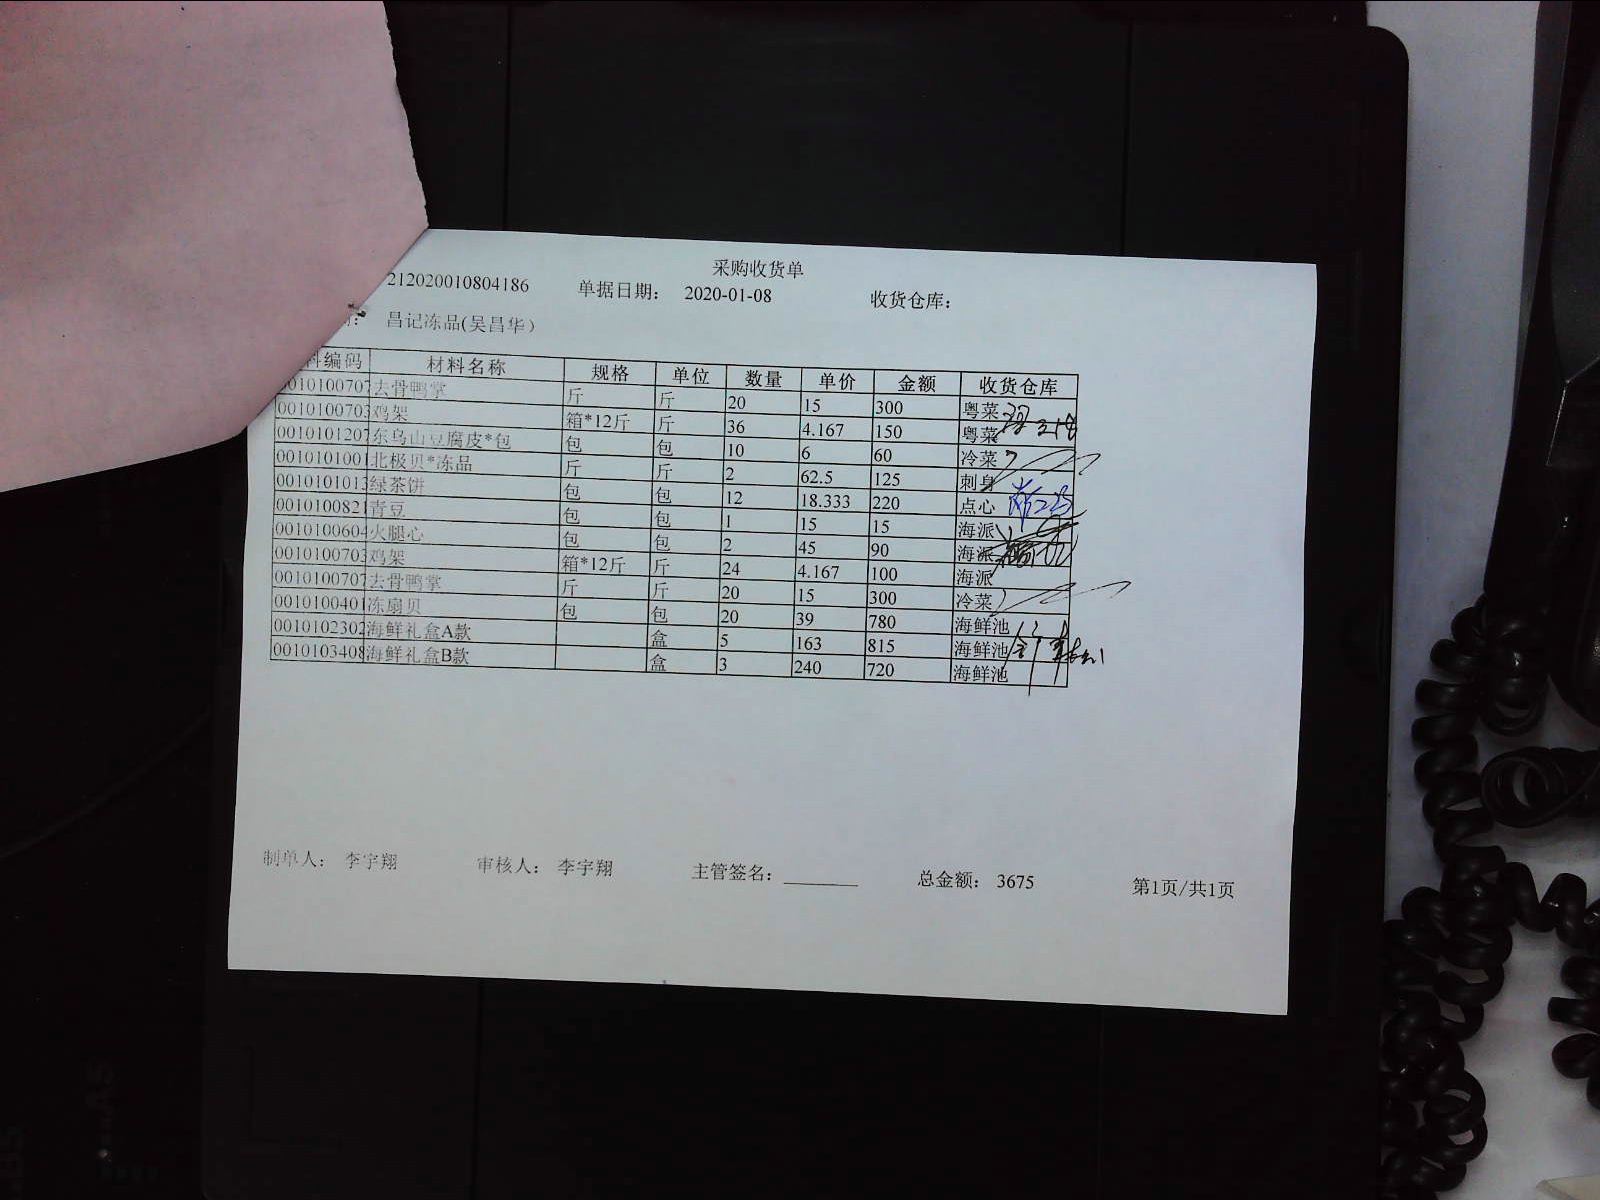 采购收货单
212020010804186 单据日期: 2020-01-08 收货仓库:
昌记冻品(吴昌华)
料编码 材料名称 规格 单位 数量 单价 金额 收货仓库
0010100707 去骨鸭掌 斤 斤 20 15 300 粤菜
0010100703 鸡架 箱*12斤 斤 36 4.167 150 粤菜
0010101207 东乌山豆腐皮*包 包 包 10 6 60 冷菜
0010101001 北极贝*冻品 斤 斤 2 62.5 125 刺身
0010101013 绿茶饼 包 包 12 18.333 220 点心
0010100821 青豆 包 包 1 15 15 海派
0010100604 火腿心 包 包 2 45 90 海派
0010100703 鸡架 箱*12斤 斤 24 4.167 100 海派
0010100707 去骨鸭掌 斤 斤 20 15 300 冷菜
0010100401 冻扇贝 包 包 20 39 780 海鲜池
0010102302 海鲜礼盒A款 盒 5 163 815 海鲜池
0010103408 海鲜礼盒B款 盒 3 240 720 海鲜池
制单人: 李宇翔 审核人: 李宇翔 主管签名: 总金额: 3675 第1页/共1页